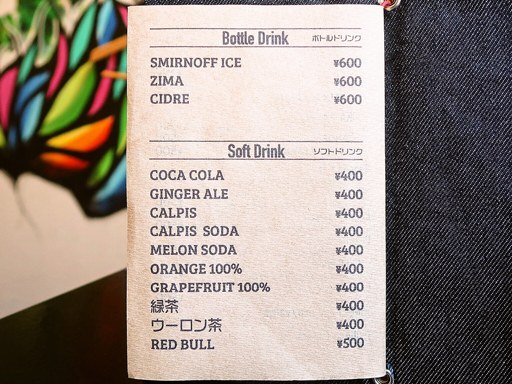 Bottle Drink ボトルドリンク
SMIRNOFF ICE ¥600
ZIMA ¥600
CIDRE ¥600
Soft Drink ソフトドリンク
COCA COLA ¥400
GINGER ALE ¥400
CALPIS ¥400
CALPIS SODA ¥400
MELON SODA ¥400
ORANGE 100% ¥400
GRAPEFRUIT 100% ¥400
緑茶 ¥400
ウーロン茶 ¥400
RED BULL ¥500